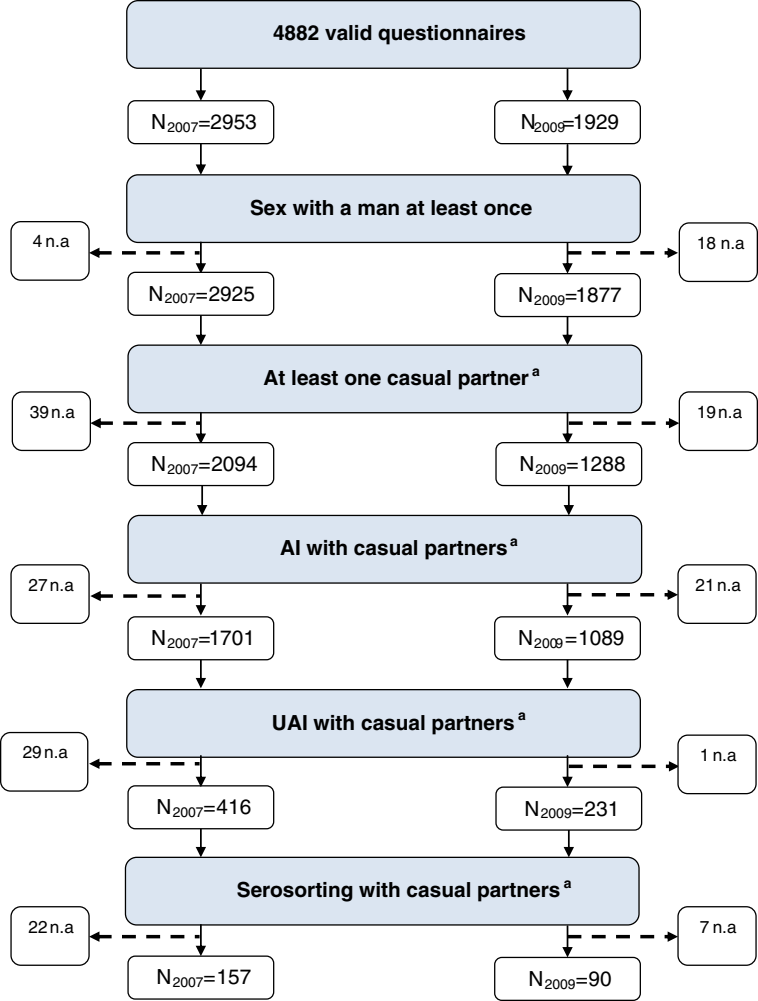 4882 valid questionnaires
N2007=2953
N2009=1929
Sex with a man at least once
4 n.a
18 n.a
N2007=2925
N2009=1877
At least one casual partner a
39 n.a
19 n.a
N2007=2094
N2009=1288
AI with casual partners a
27 n.a
21 n.a
N2007=1701
N2009=1089
UAI with casual partners a
29 n.a
1 n.a
N2007=416
N2009=231
Serosorting with casual partners a
22 n.a
7 n.a
N2007=157
N2009=90